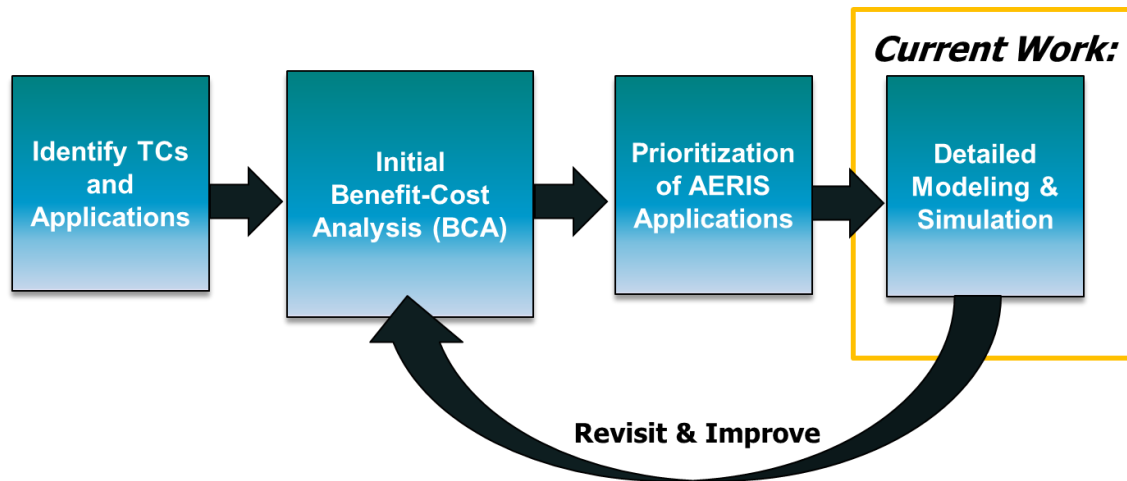 Current Work:
Identify TCs
and
Applications
Initial
Benefit-Cost
Analysis (BCA)
Prioritization
of AERIS
Applications
Detailed
Modeling &
Simulation
Revisit & Improve